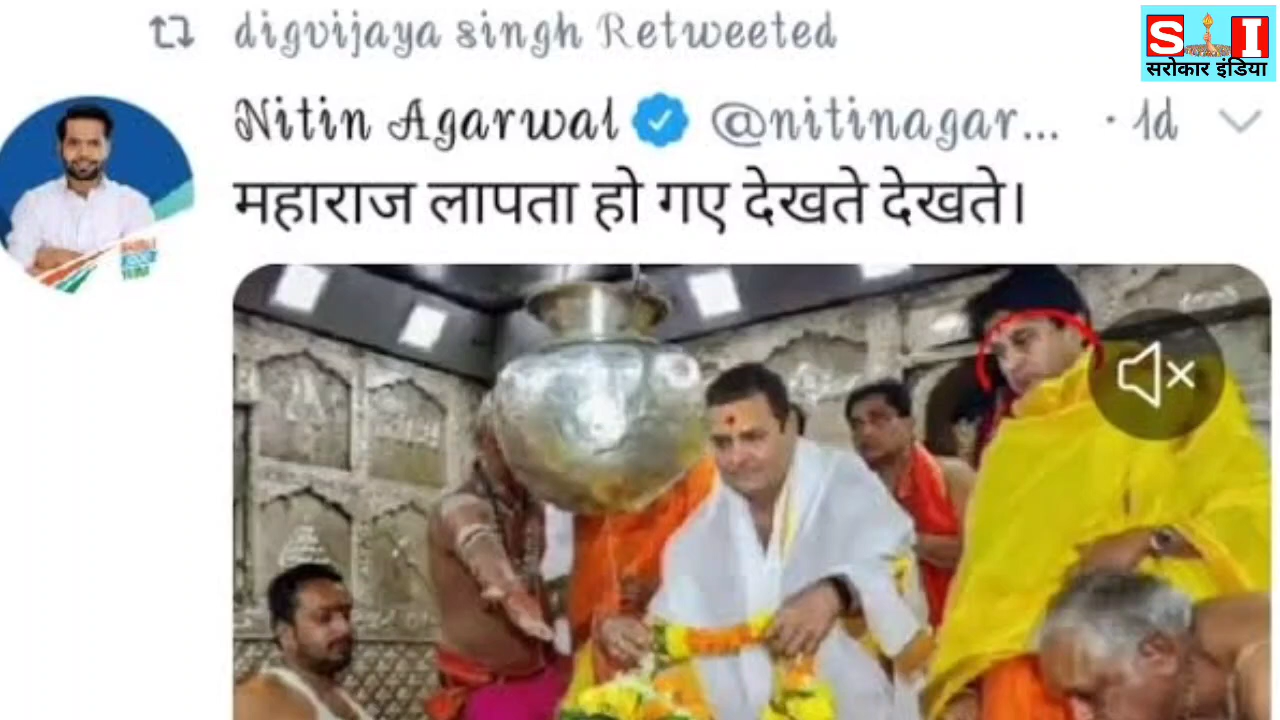 digvijaya singh Retweeted
S I
सरोकार इंडिया
Nitin Agarwal @nitinagar... · 1d
महाराज लापता हो गए देखते देखते।